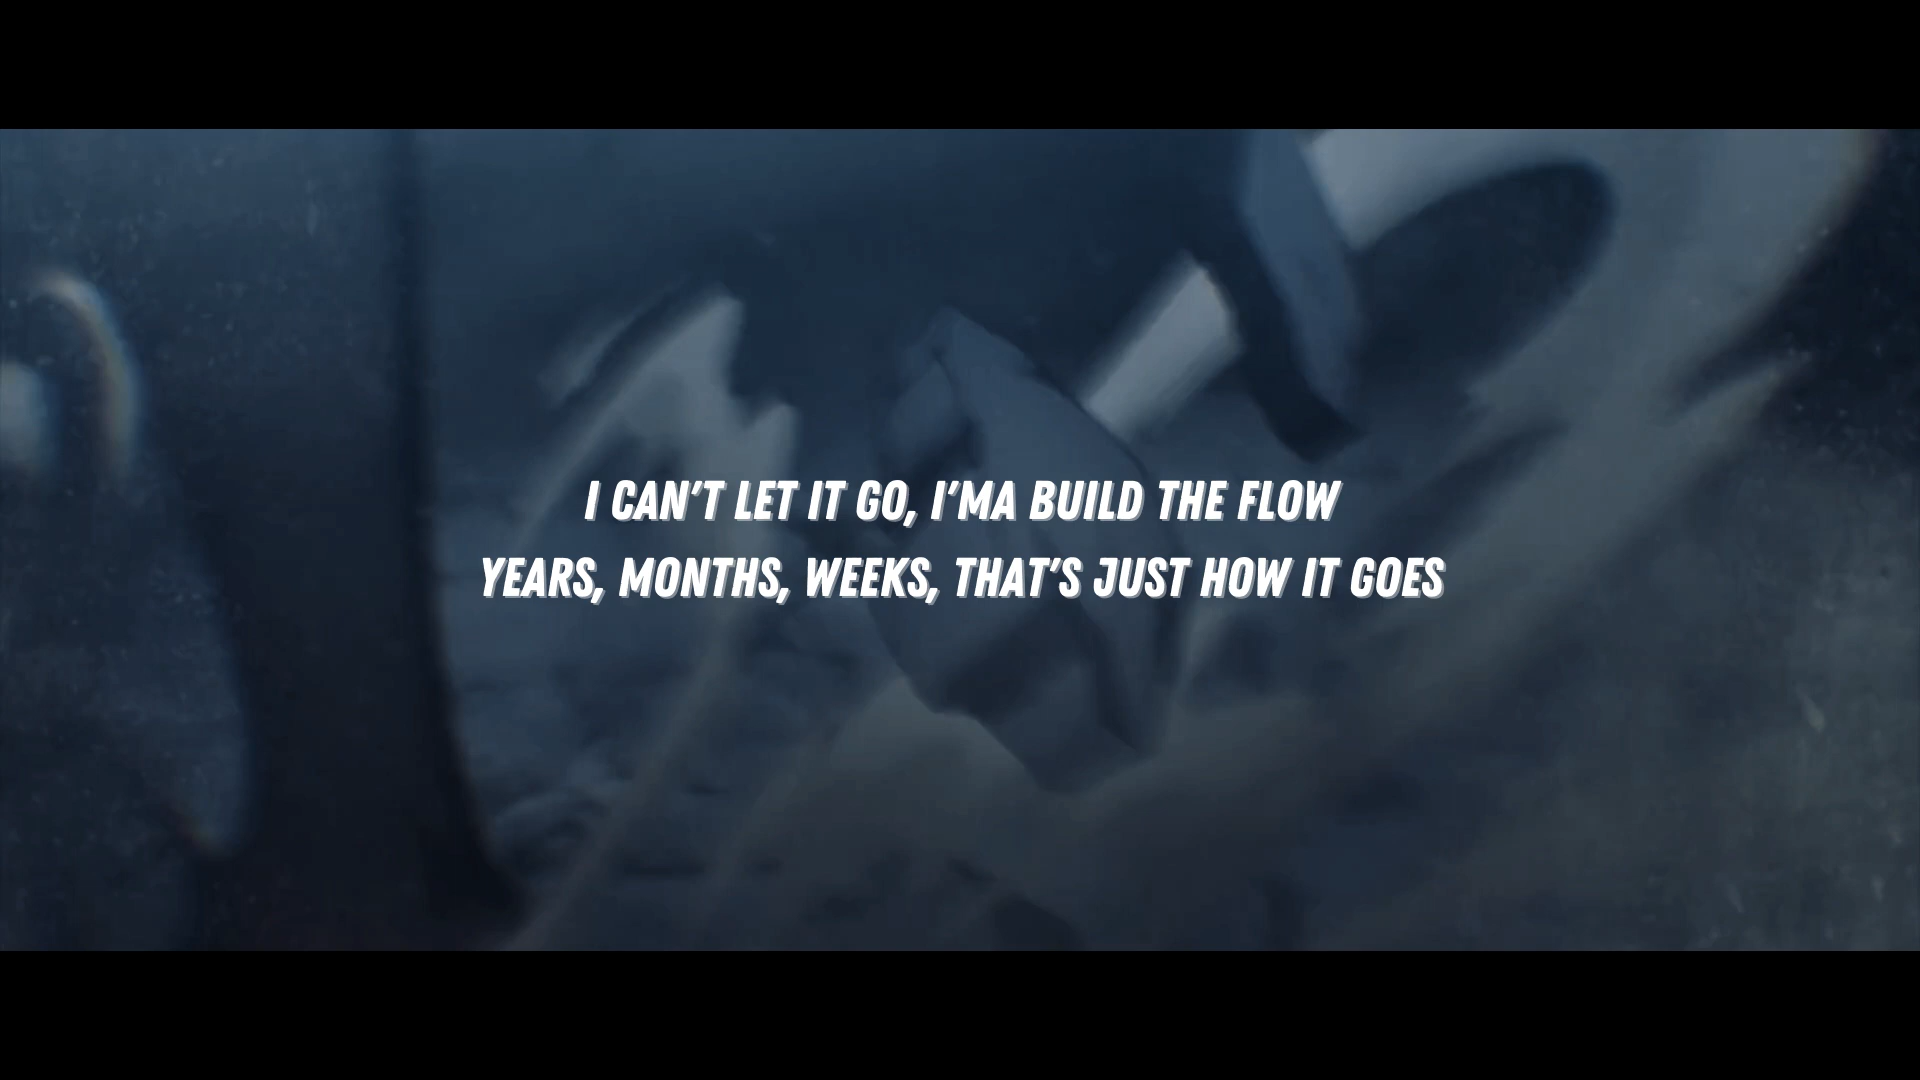 I CAN'T LET IT GO, I'MA BUILD THE FLOW
YEARS, MONTHS, WEEKS, THAT'S JUST HOW IT GOES